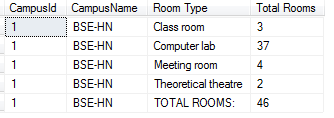 CampusId CampusName Room Type Total Rooms
1 BSE-HN Class room 3
1 BSE-HN Computer lab 37
1 BSE-HN Meeting room 4
1 BSE-HN Theoretical theatre 2
1 BSE-HN TOTAL ROOMS: 46